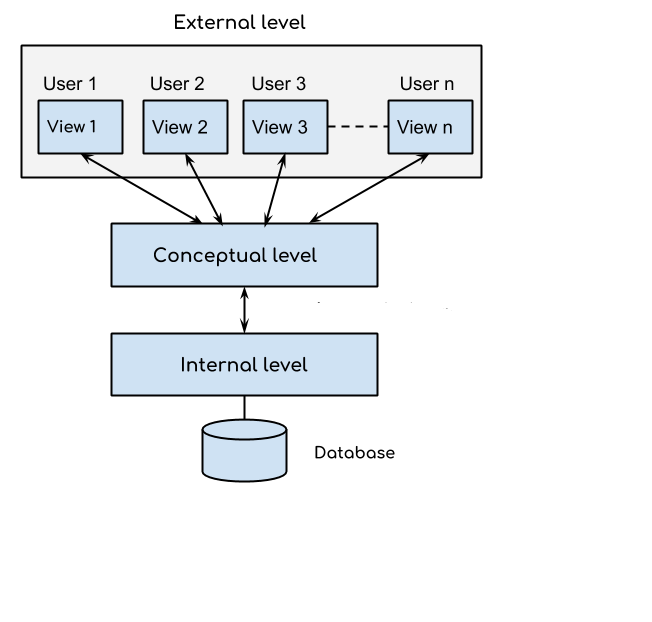 External level
User 1
User 2
User 3
User n
View 1
View 2
View 3
View n
Conceptual level
Internal level
Database